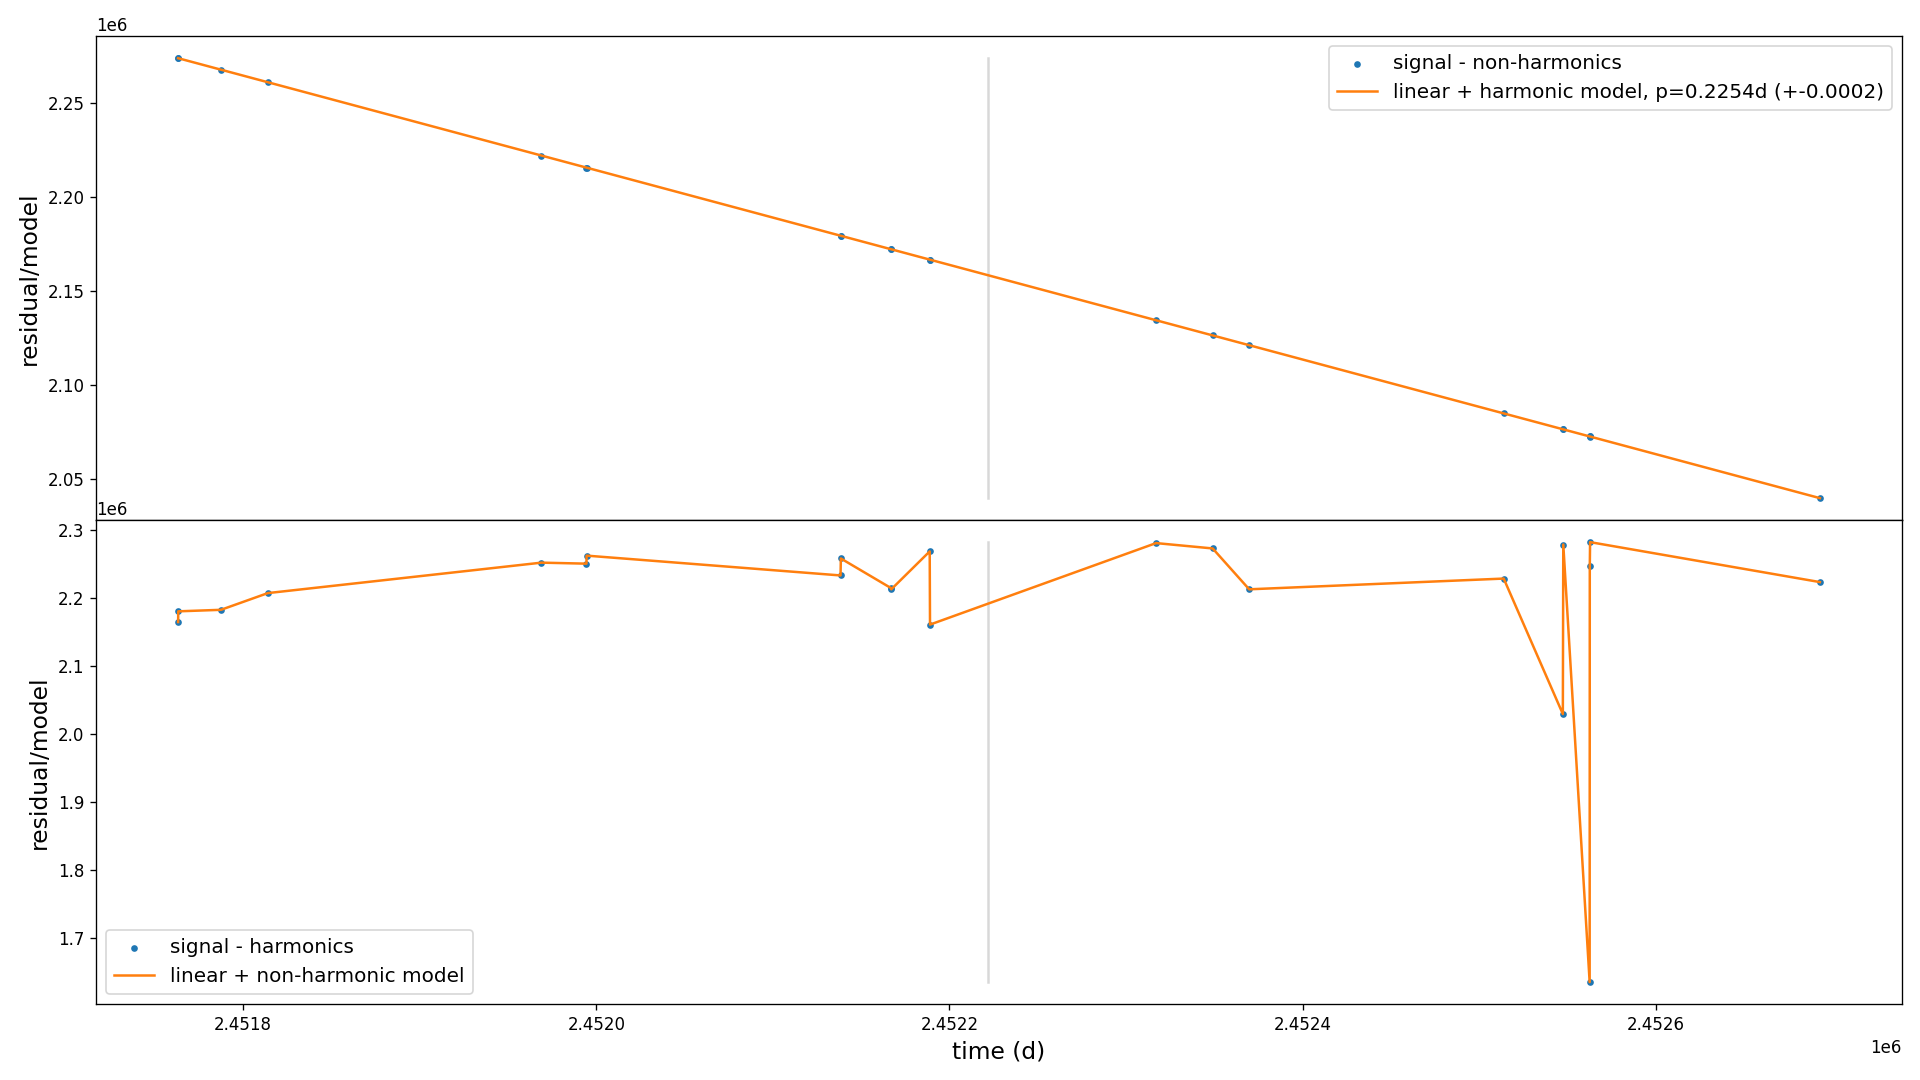 1e6
signal - non-harmonics
linear + harmonic model, p=0.2254d (+-0.0002)
2.25
2.20
2.15
2.10
2.05
residual/model
1e6
2.3
2.2
2.1
2.0
1.9
1.8
1.7
residual/model
signal - harmonics
linear + non-harmonic model
2.4518
2.4520
2.4522
2.4524
2.4526
time (d)
1e6